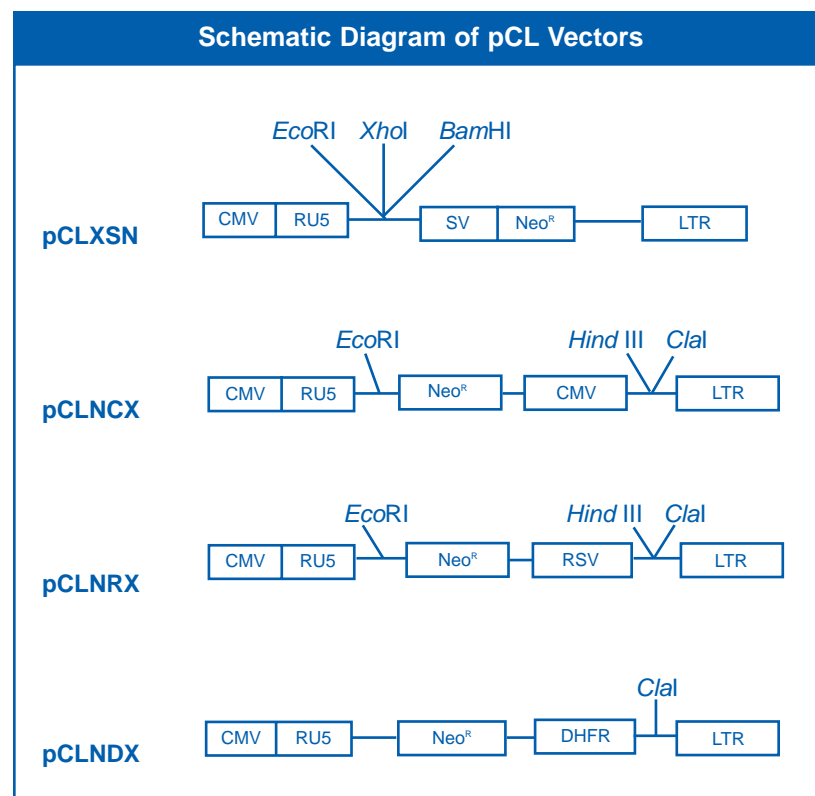 Schematic Diagram of pCL Vectors
EcoRI XhoI BamHI
pCLXSN
CMV RU5 SV Neoᴿ LTR
EcoRI Hind III ClaI
pCLNCX
CMV RU5 Neoᴿ CMV LTR
EcoRI Hind III ClaI
pCLNRX
CMV RU5 Neoᴿ RSV LTR
ClaI
pCLNDX
CMV RU5 Neoᴿ DHFR LTR